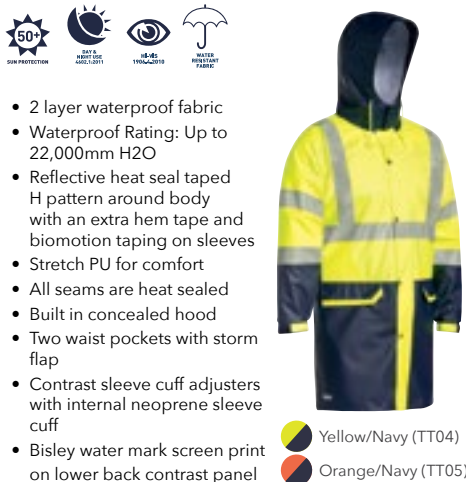 50+
SUN PROTECTION
DAY &
NIGHT USE
4602.1:2011
HI-VIS
WATER
RESISTANT
FABRIC
• 2 layer waterproof fabric
• Waterproof Rating: Up to
22,000mm H2O
• Reflective heat seal taped
H pattern around body
with an extra hem tape and
biomotion taping on sleeves
• Stretch PU for comfort
• All seams are heat sealed
• Built in concealed hood
• Two waist pockets with storm
flap
• Contrast sleeve cuff adjusters
with internal neoprene sleeve
cuff
• Bisley water mark screen print
on lower back contrast panel
Yellow/Navy (TT04)
Orange/Navy (TT05)